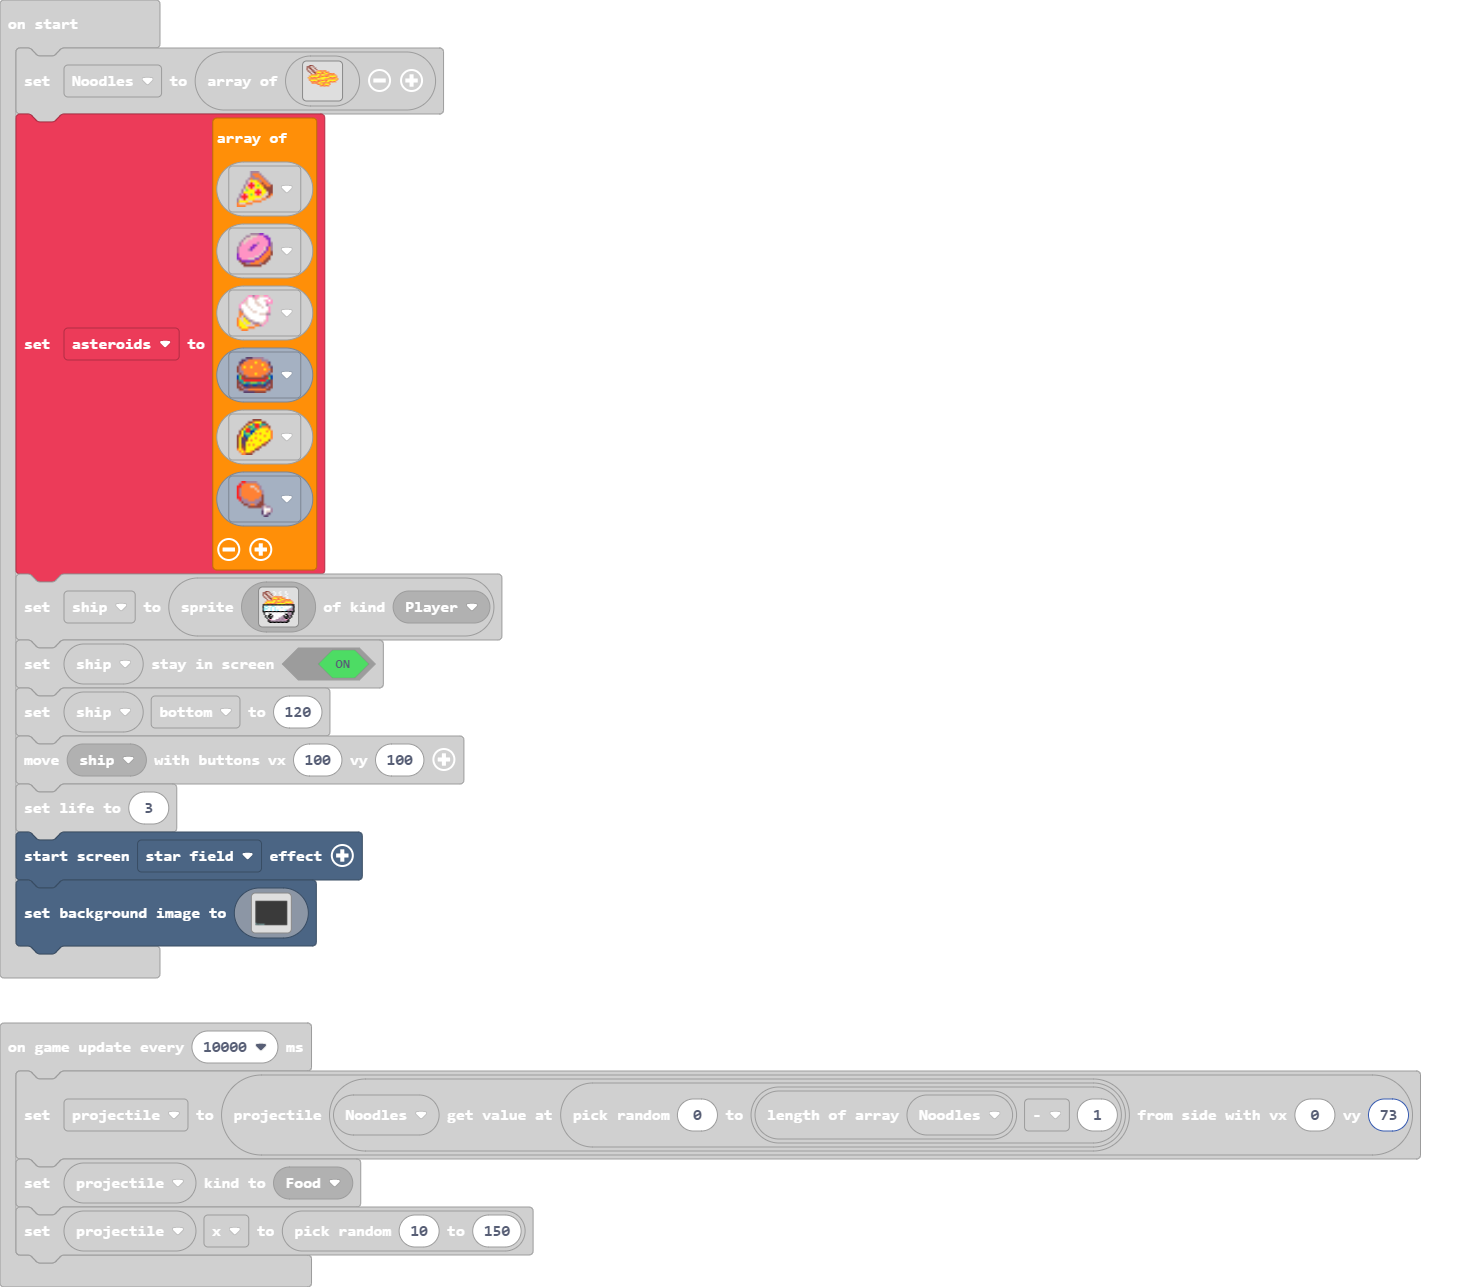 on start
set Noodles to array of
array of
set asteroids to
set ship to sprite of kind Player
set ship stay in screen ON
set ship bottom to 120
move ship with buttons vx 100 vy 100
set life to 3
start screen star field effect
set background image to
on game update every 10000 ms
set projectile to projectile Noodles get value at pick random 0 to length of array Noodles - 1 from side with vx 0 vy 73
set projectile kind to Food
set projectile x to pick random 10 to 150